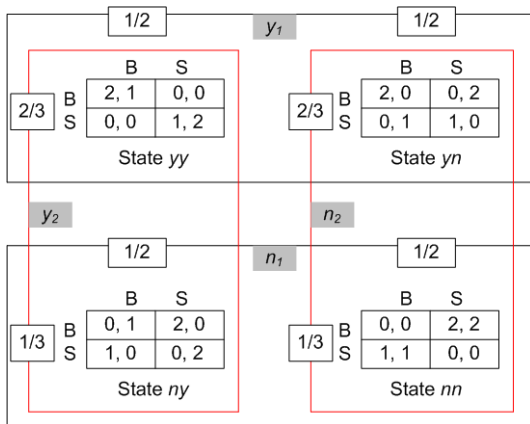 1/2 y₁ 1/2
B S B S
2/3 B 2, 1 0, 0 2/3 B 2, 0 0, 2
S 0, 0 1, 2 S 0, 1 1, 0
State yy State yn
y₂ n₂
1/2 n₁ 1/2
B S B S
1/3 B 0, 1 2, 0 1/3 B 0, 0 2, 2
S 1, 0 0, 2 S 1, 1 0, 0
State ny State nn